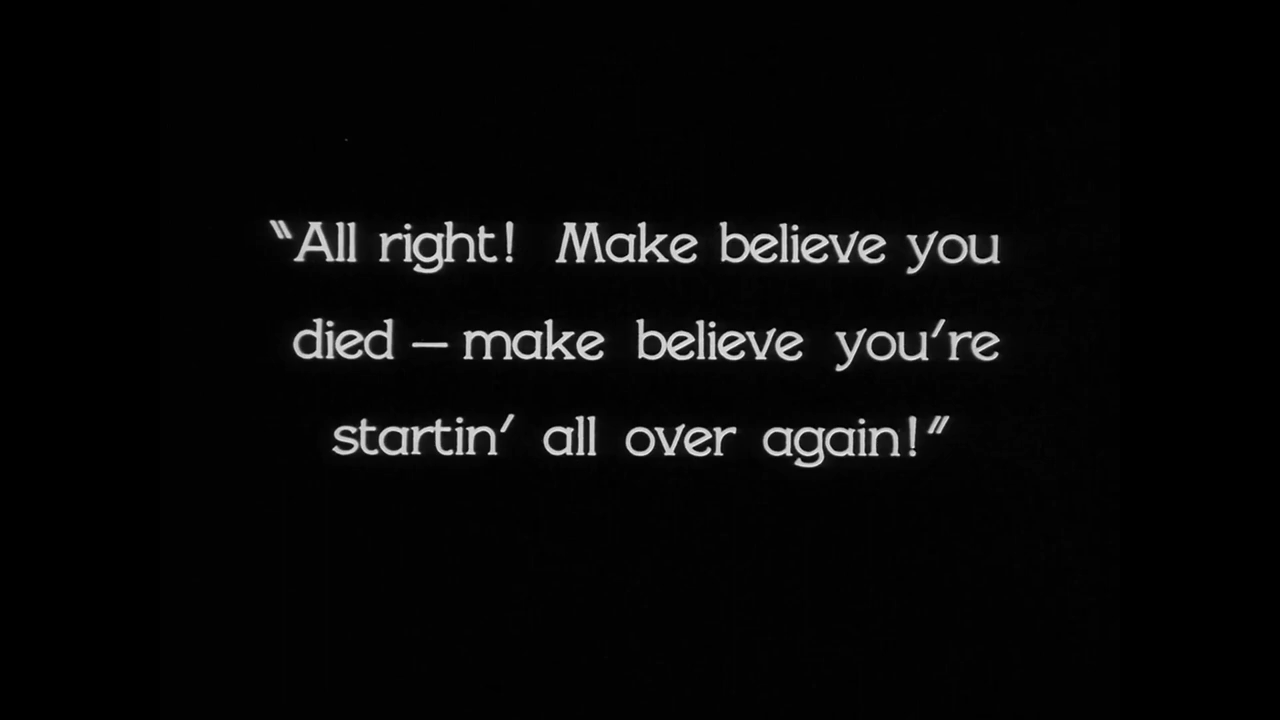 “All right!  Make believe you
died — make believe you're
startin' all over again!”